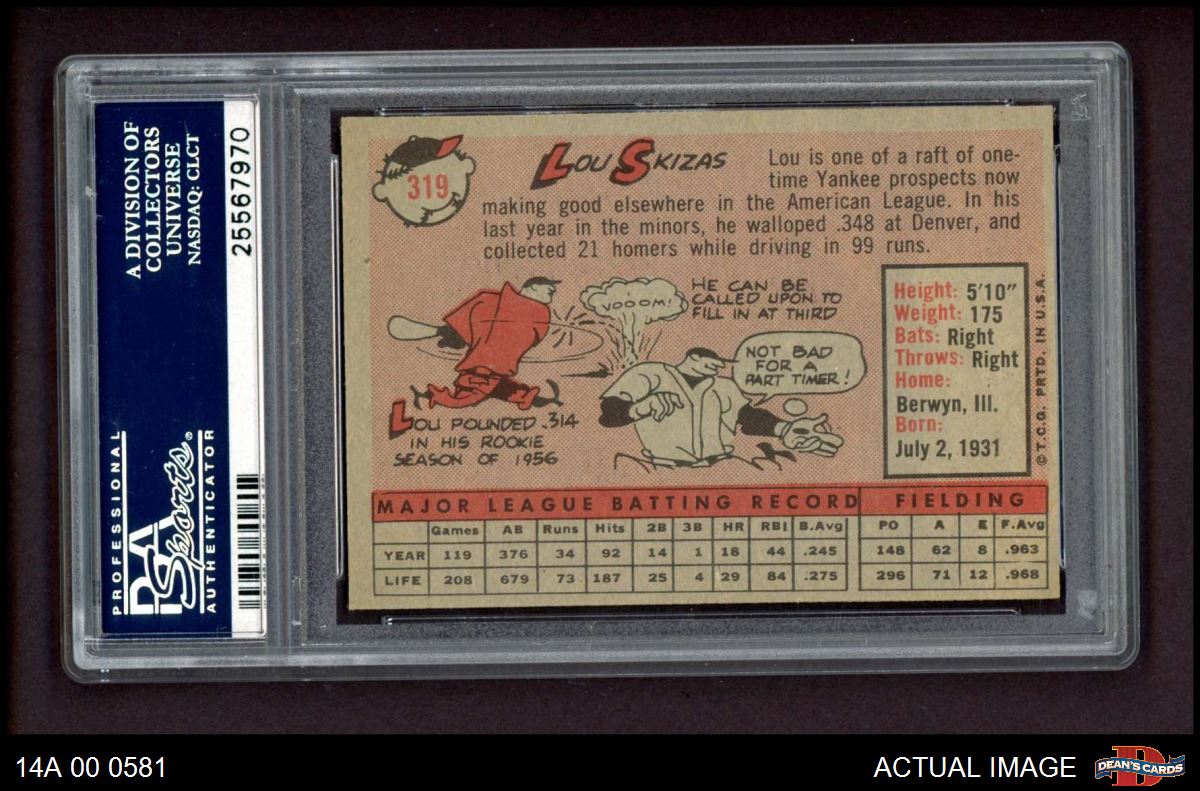 A DIVISION OF
COLLECTORS
UNIVERSE
NASDAQ: CLCT
25567970
PROFESSIONAL
PSA
Sports®
AUTHENTICATOR
319
LOU SKIZAS
Lou is one of a raft of one-
time Yankee prospects now
making good elsewhere in the American League. In his
last year in the minors, he walloped .348 at Denver, and
collected 21 homers while driving in 99 runs.
VOOOM!
HE CAN BE
CALLED UPON TO
FILL IN AT THIRD
NOT BAD
FOR A
PART TIMER!
LOU POUNDED .314
IN HIS ROOKIE
SEASON OF 1956
Height: 5'10"
Weight: 175
Bats: Right
Throws: Right
Home:
Berwyn, Ill.
Born:
July 2, 1931
© T.C.G. PRTD. IN U.S.A.
MAJOR LEAGUE BATTING RECORD FIELDING
Games AB Runs Hits 2B 3B HR RBI B.Avg PO A E F.Avg
YEAR 119 376 34 92 14 1 18 44 .245 148 62 8 .963
LIFE 208 679 73 187 25 4 29 84 .275 296 71 12 .968
14A 00 0581
ACTUAL IMAGE
D
DEAN'S CARDS